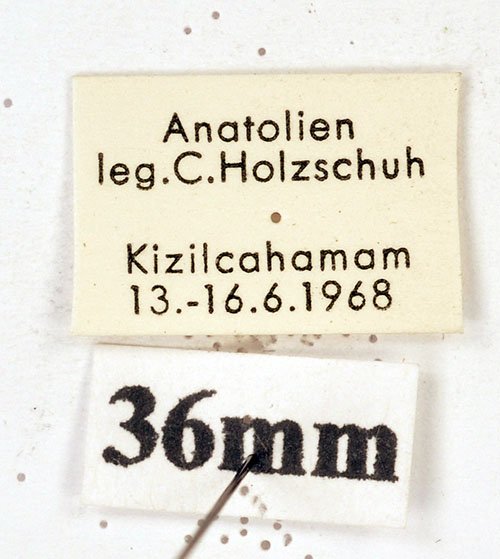 Anatolien
leg.C.Holzschuh
Kizilcahamam
13.-16.6.1968
36mm